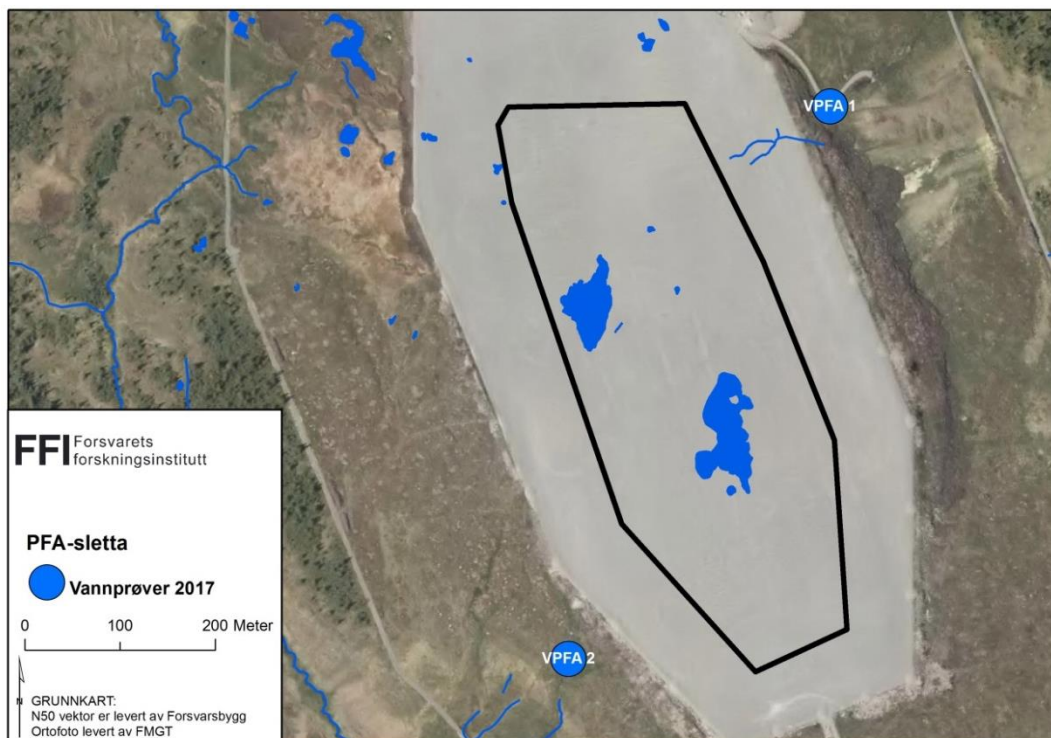 VPFA 1
VPFA 2
FFI Forsvarets
forskningsinstitutt
PFA-sletta
Vannprøver 2017
0 100 200 Meter
N
GRUNNKART:
N50 vektor er levert av Forsvarsbygg
Ortofoto levert av FMGT